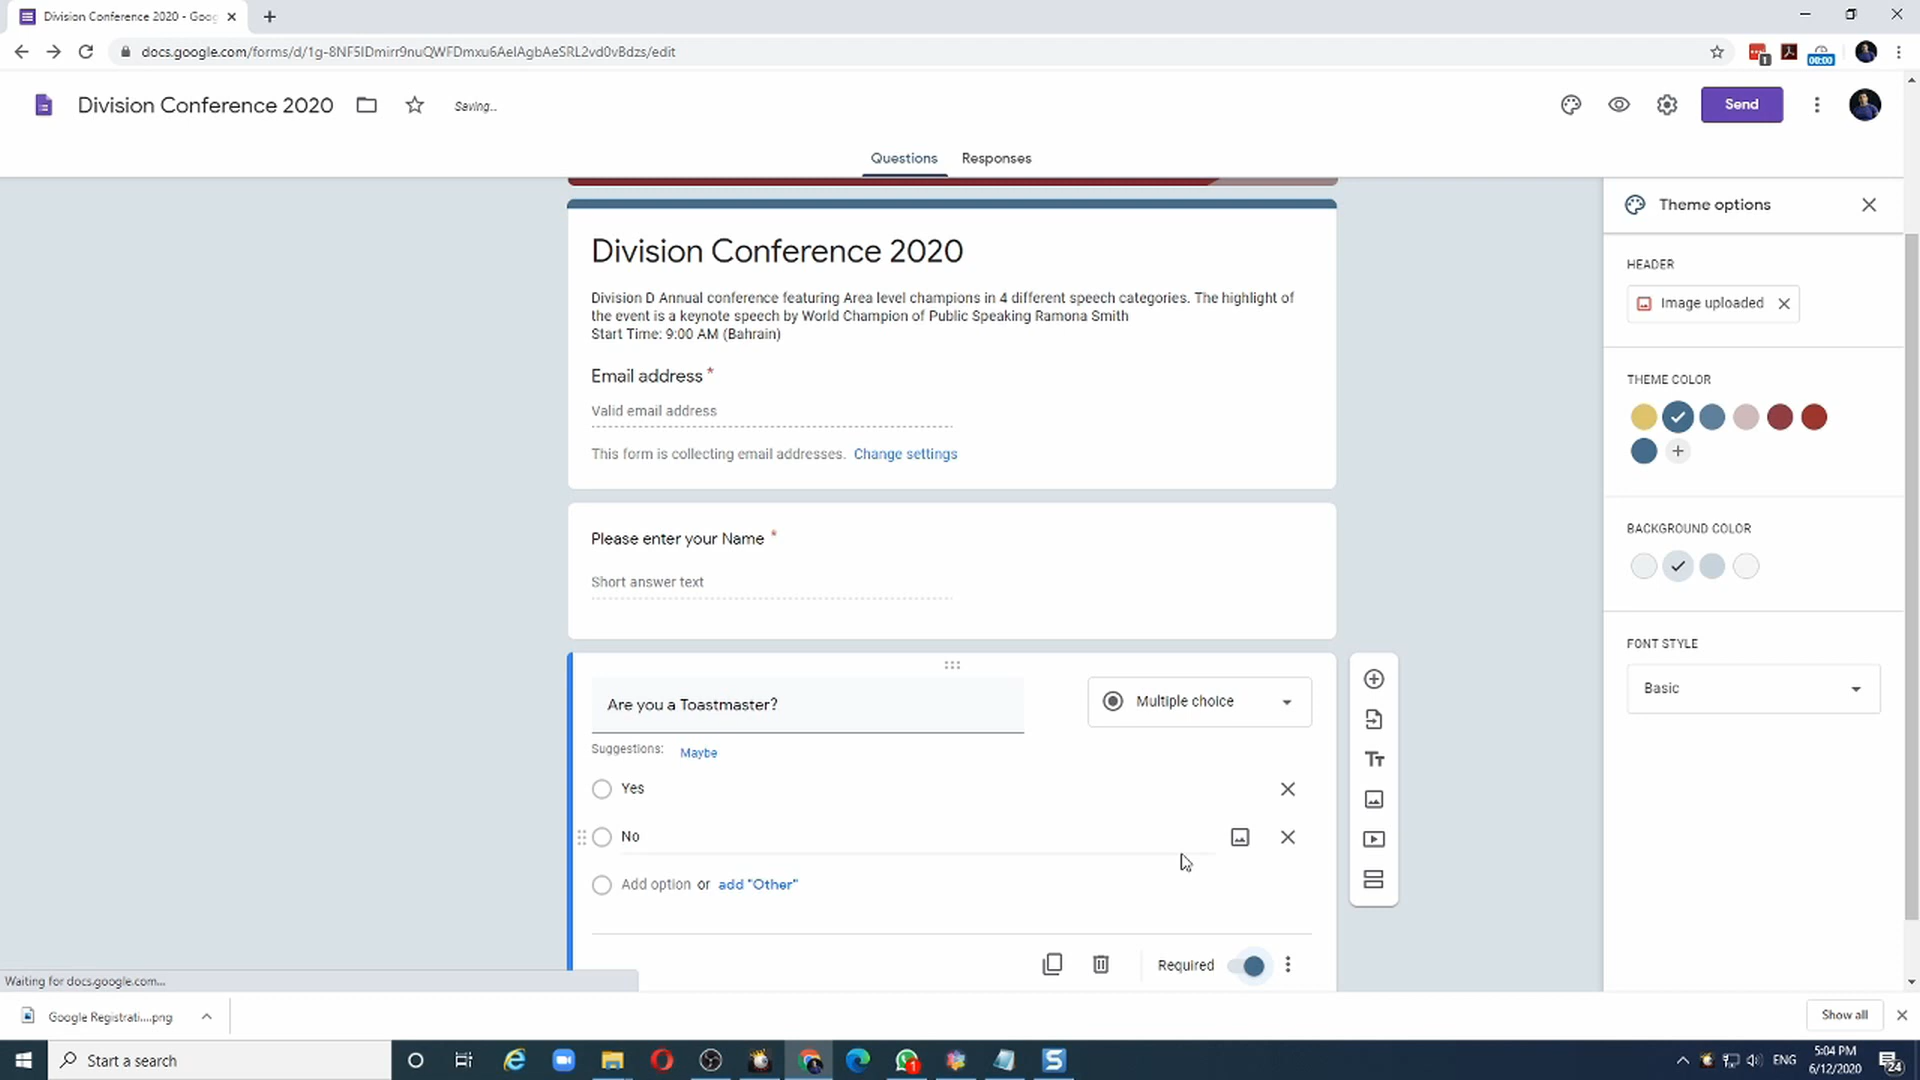 Division Conference 2020 - Goog
docs.google.com/forms/d/1g-8NF5IDmirr9nuQWFDmxu6AeIAgbAeSRL2vd0vBdzs/edit
1
00:00
Division Conference 2020
Saving...
Send
Questions
Responses
Theme options
Division Conference 2020
Division D Annual conference featuring Area level champions in 4 different speech categories. The highlight of
the event is a keynote speech by World Champion of Public Speaking Ramona Smith
Start Time: 9:00 AM (Bahrain)
Email address *
Valid email address
This form is collecting email addresses. Change settings
Please enter your Name *
Short answer text
Are you a Toastmaster?
Multiple choice
Suggestions: Maybe
Yes
No
Add option or add "Other"
Required
HEADER
Image uploaded
THEME COLOR
BACKGROUND COLOR
FONT STYLE
Basic
Waiting for docs.google.com...
Google Registrati....png
Show all
Start a search
1
ENG
5:04 PM
6/12/2020
24